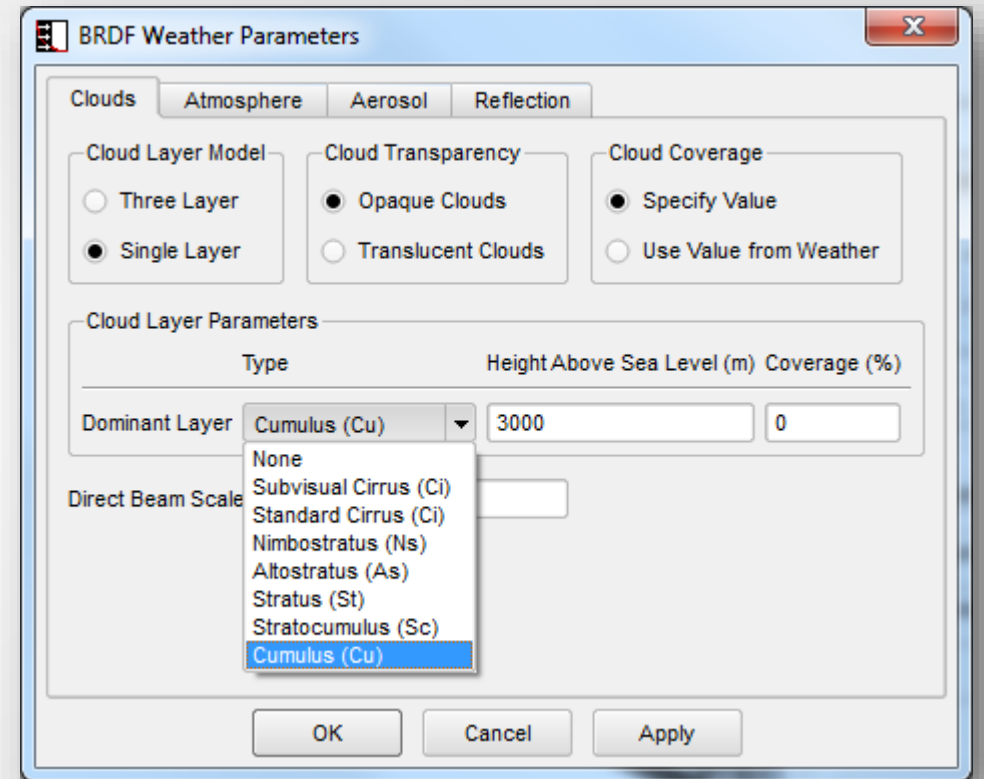 BRDF Weather Parameters
Clouds Atmosphere Aerosol Reflection
Cloud Layer Model Cloud Transparency Cloud Coverage
Three Layer Opaque Clouds Specify Value
Single Layer Translucent Clouds Use Value from Weather
Cloud Layer Parameters
Type Height Above Sea Level (m) Coverage (%)
Dominant Layer Cumulus (Cu) 3000 0
None
Direct Beam Scale Subvisual Cirrus (Ci)
Standard Cirrus (Ci)
Nimbostratus (Ns)
Altostratus (As)
Stratus (St)
Stratocumulus (Sc)
Cumulus (Cu)
OK Cancel Apply